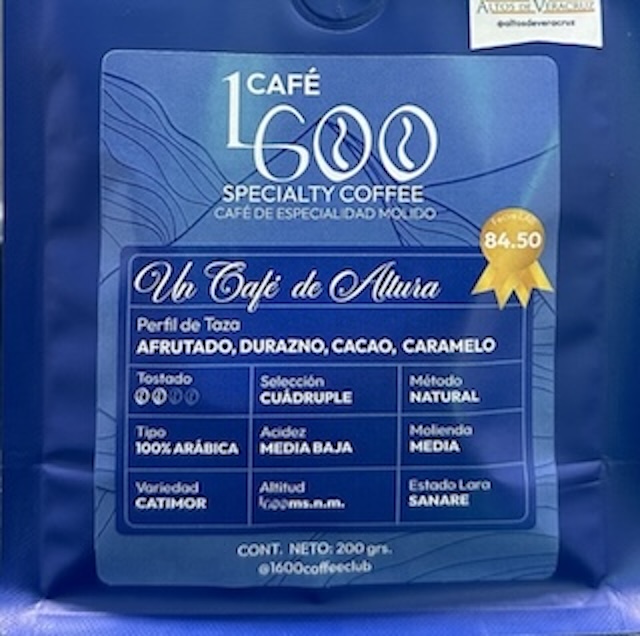 ALTOS DE VERACRUZ
@altosdeveracruz
CAFÉ
1600
SPECIALTY COFFEE
CAFÉ DE ESPECIALIDAD MOLIDO
84.50
Un Café de Altura
Perfil de Taza
AFRUTADO, DURAZNO, CACAO, CARAMELO
Tostado
Selección
CUÁDRUPLE
Método
NATURAL
Tipo
100% ARÁBICA
Acidez
MEDIA BAJA
Molienda
MEDIA
Variedad
CATIMOR
Altitud
1600ms.n.m.
Estado Lara
SANARE
CONT. NETO: 200 grs.
@1600coffeeclub